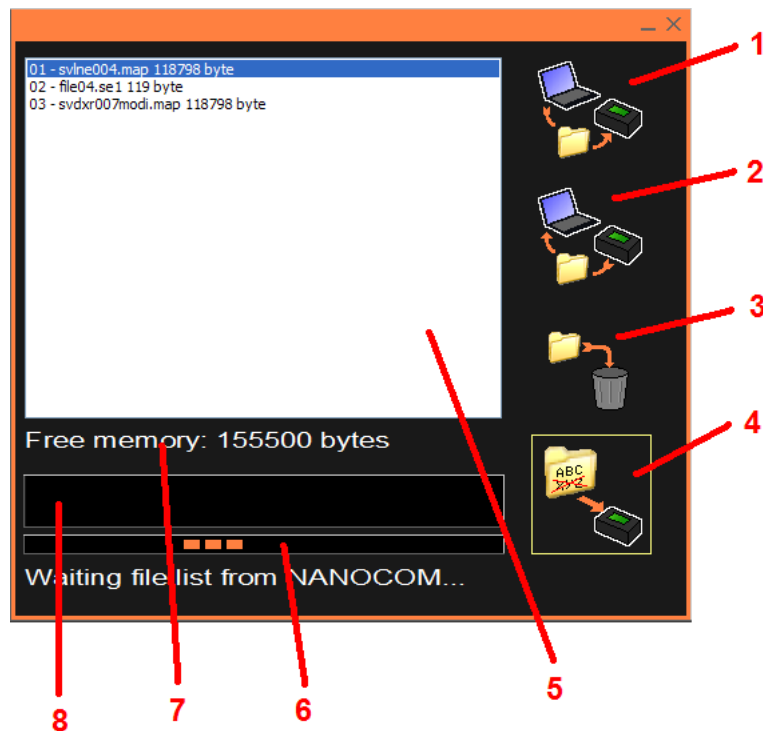 1
01 - svlne004.map 118798 byte
02 - file04.se1 119 byte
03 - svdxr007modi.map 118798 byte
2
3
4
Free memory: 155500 bytes
ABC
XYZ
Waiting file list from NANOCOM...
5
6
7
8